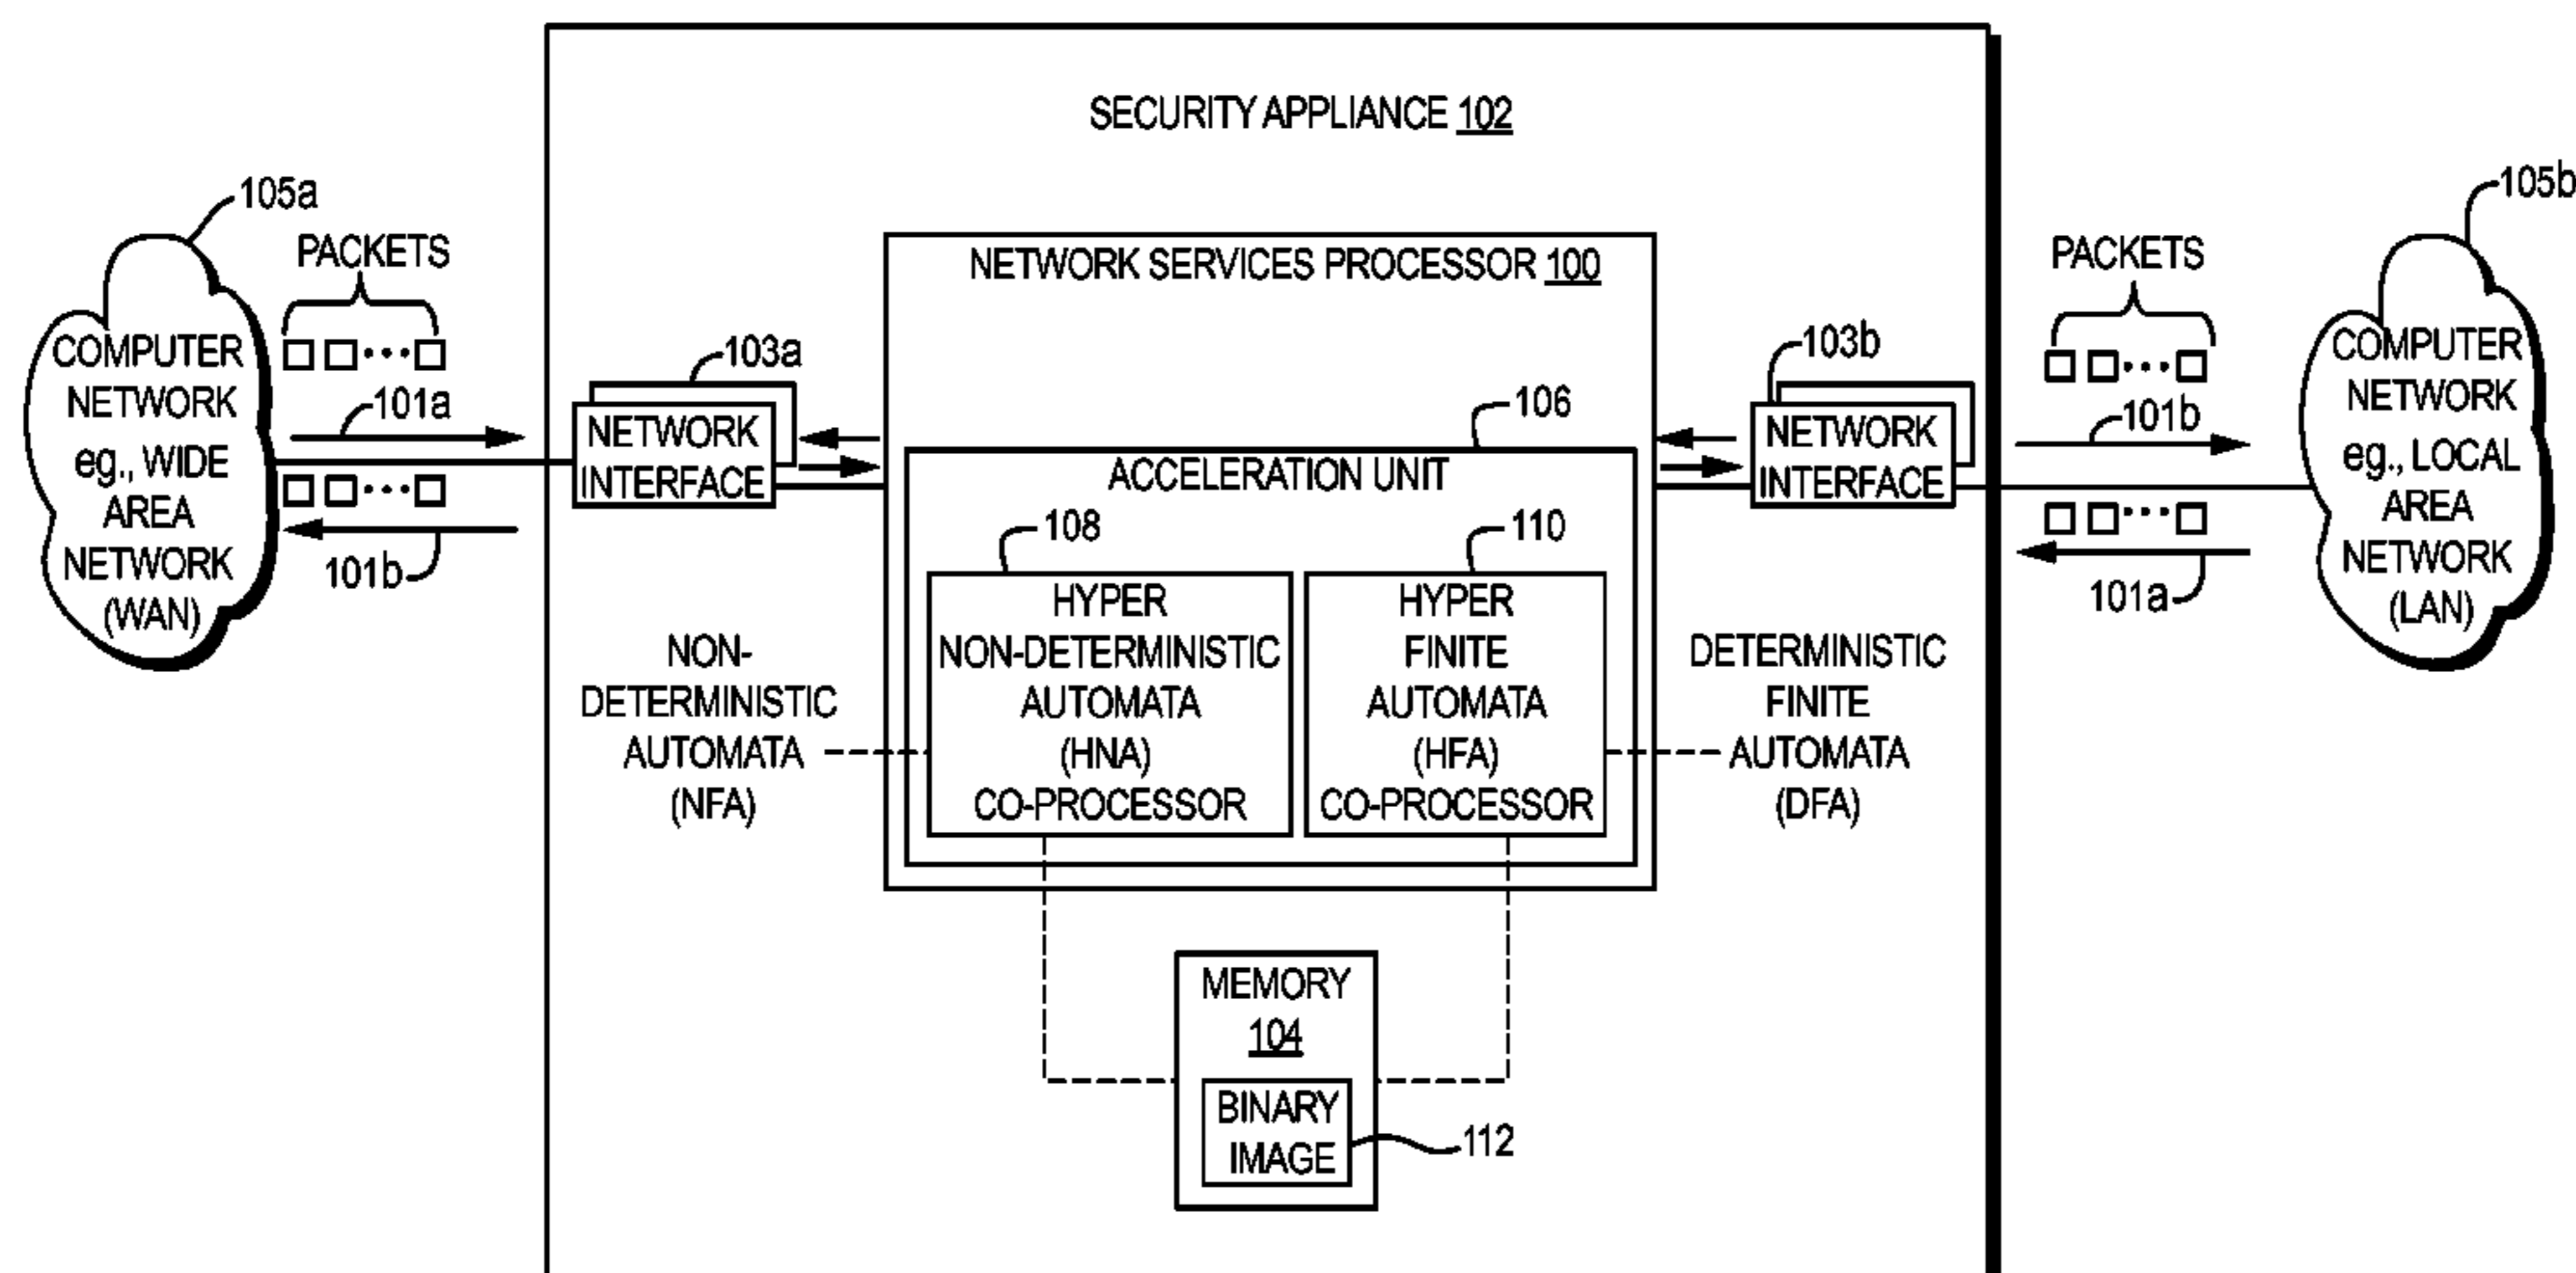 SECURITY APPLIANCE 102
105a
PACKETS
COMPUTER
NETWORK
eg., WIDE
AREA
NETWORK
(WAN)
101a
101b
NETWORK SERVICES PROCESSOR 100
103a
NETWORK
INTERFACE
106
ACCELERATION UNIT
108
HYPER
NON-DETERMINISTIC
AUTOMATA
(HNA)
CO-PROCESSOR
110
HYPER
FINITE
AUTOMATA
(HFA)
CO-PROCESSOR
NON-
DETERMINISTIC
AUTOMATA
(NFA)
DETERMINISTIC
FINITE
AUTOMATA
(DFA)
103b
NETWORK
INTERFACE
PACKETS
101b
101a
105b
COMPUTER
NETWORK
eg., LOCAL
AREA
NETWORK
(LAN)
MEMORY
104
BINARY
IMAGE
112